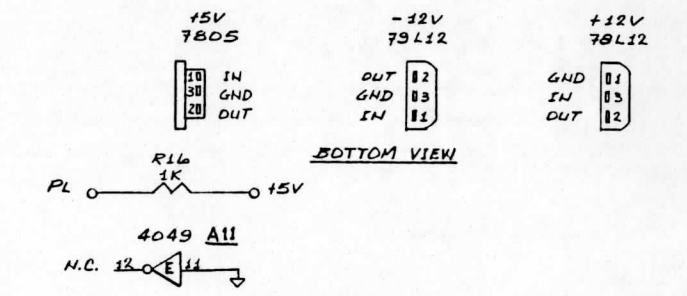 +5V
7805
1 IN
3 GND
2 OUT
-12V
79L12
OUT 2
GND 3
IN 1
+12V
78L12
GND 1
IN 3
OUT 2
BOTTOM VIEW
R16
1K
PL +5V
4049 A11
N.C. 12 E 11